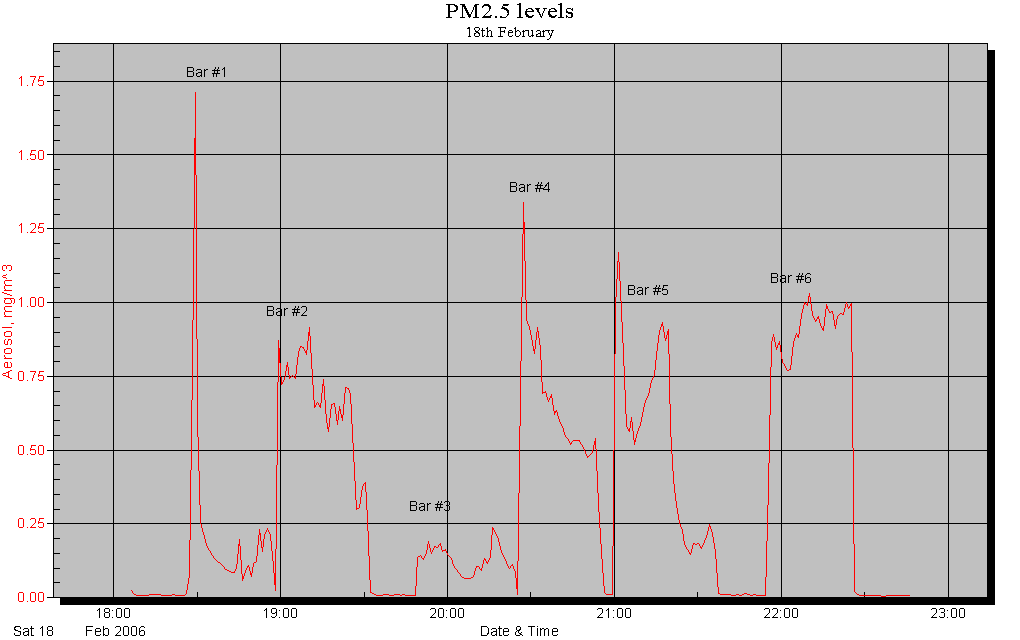 PM2.5 levels
18th February
Bar #1
1.75
1.50
Bar #4
1.25
Aerosol, mg/m^3
Bar #6
Bar #5
1.00
Bar #2
0.75
0.50
Bar #3
0.25
0.00
18:00 19:00 20:00 21:00 22:00 23:00
Sat 18 Feb 2006 Date & Time